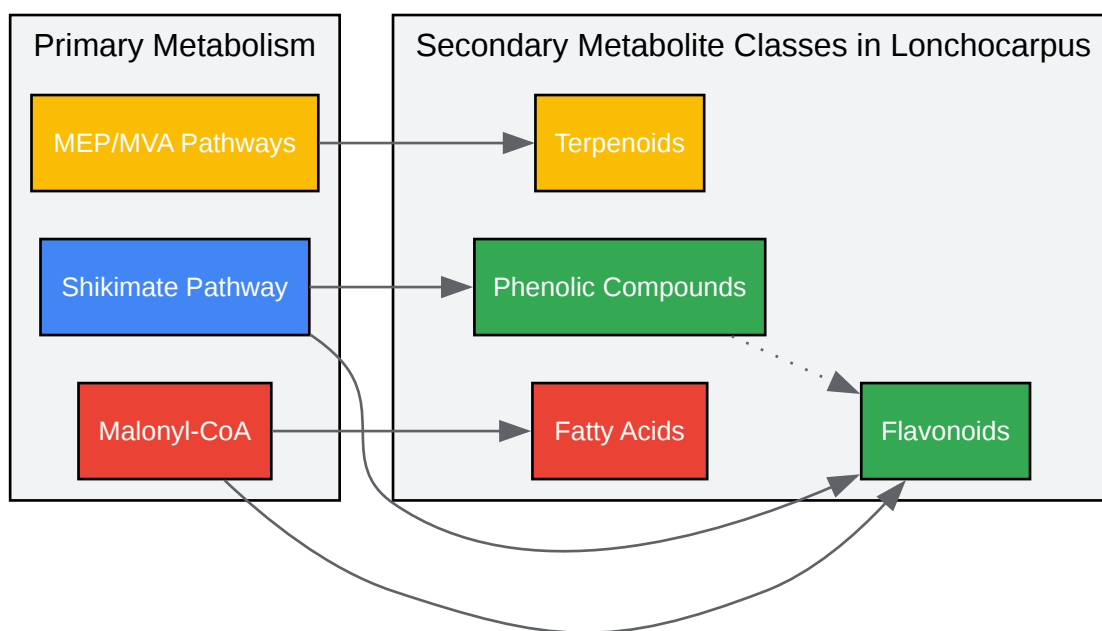 Primary Metabolism
MEP/MVA Pathways
Shikimate Pathway
Malonyl-CoA
Secondary Metabolite Classes in Lonchocarpus
Terpenoids
Phenolic Compounds
Fatty Acids
Flavonoids